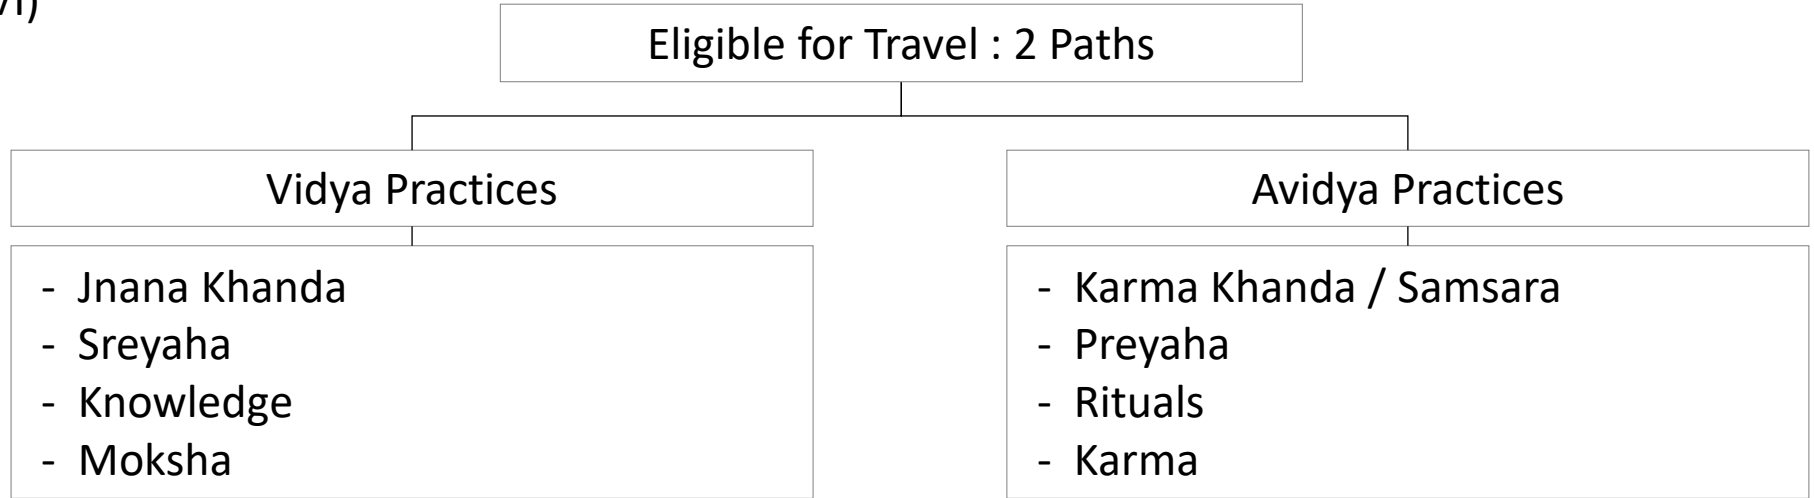 VI)
Eligible for Travel : 2 Paths
Vidya Practices
- Jnana Khanda
- Sreyaha
- Knowledge
- Moksha
Avidya Practices
- Karma Khanda / Samsara
- Preyaha
- Rituals
- Karma